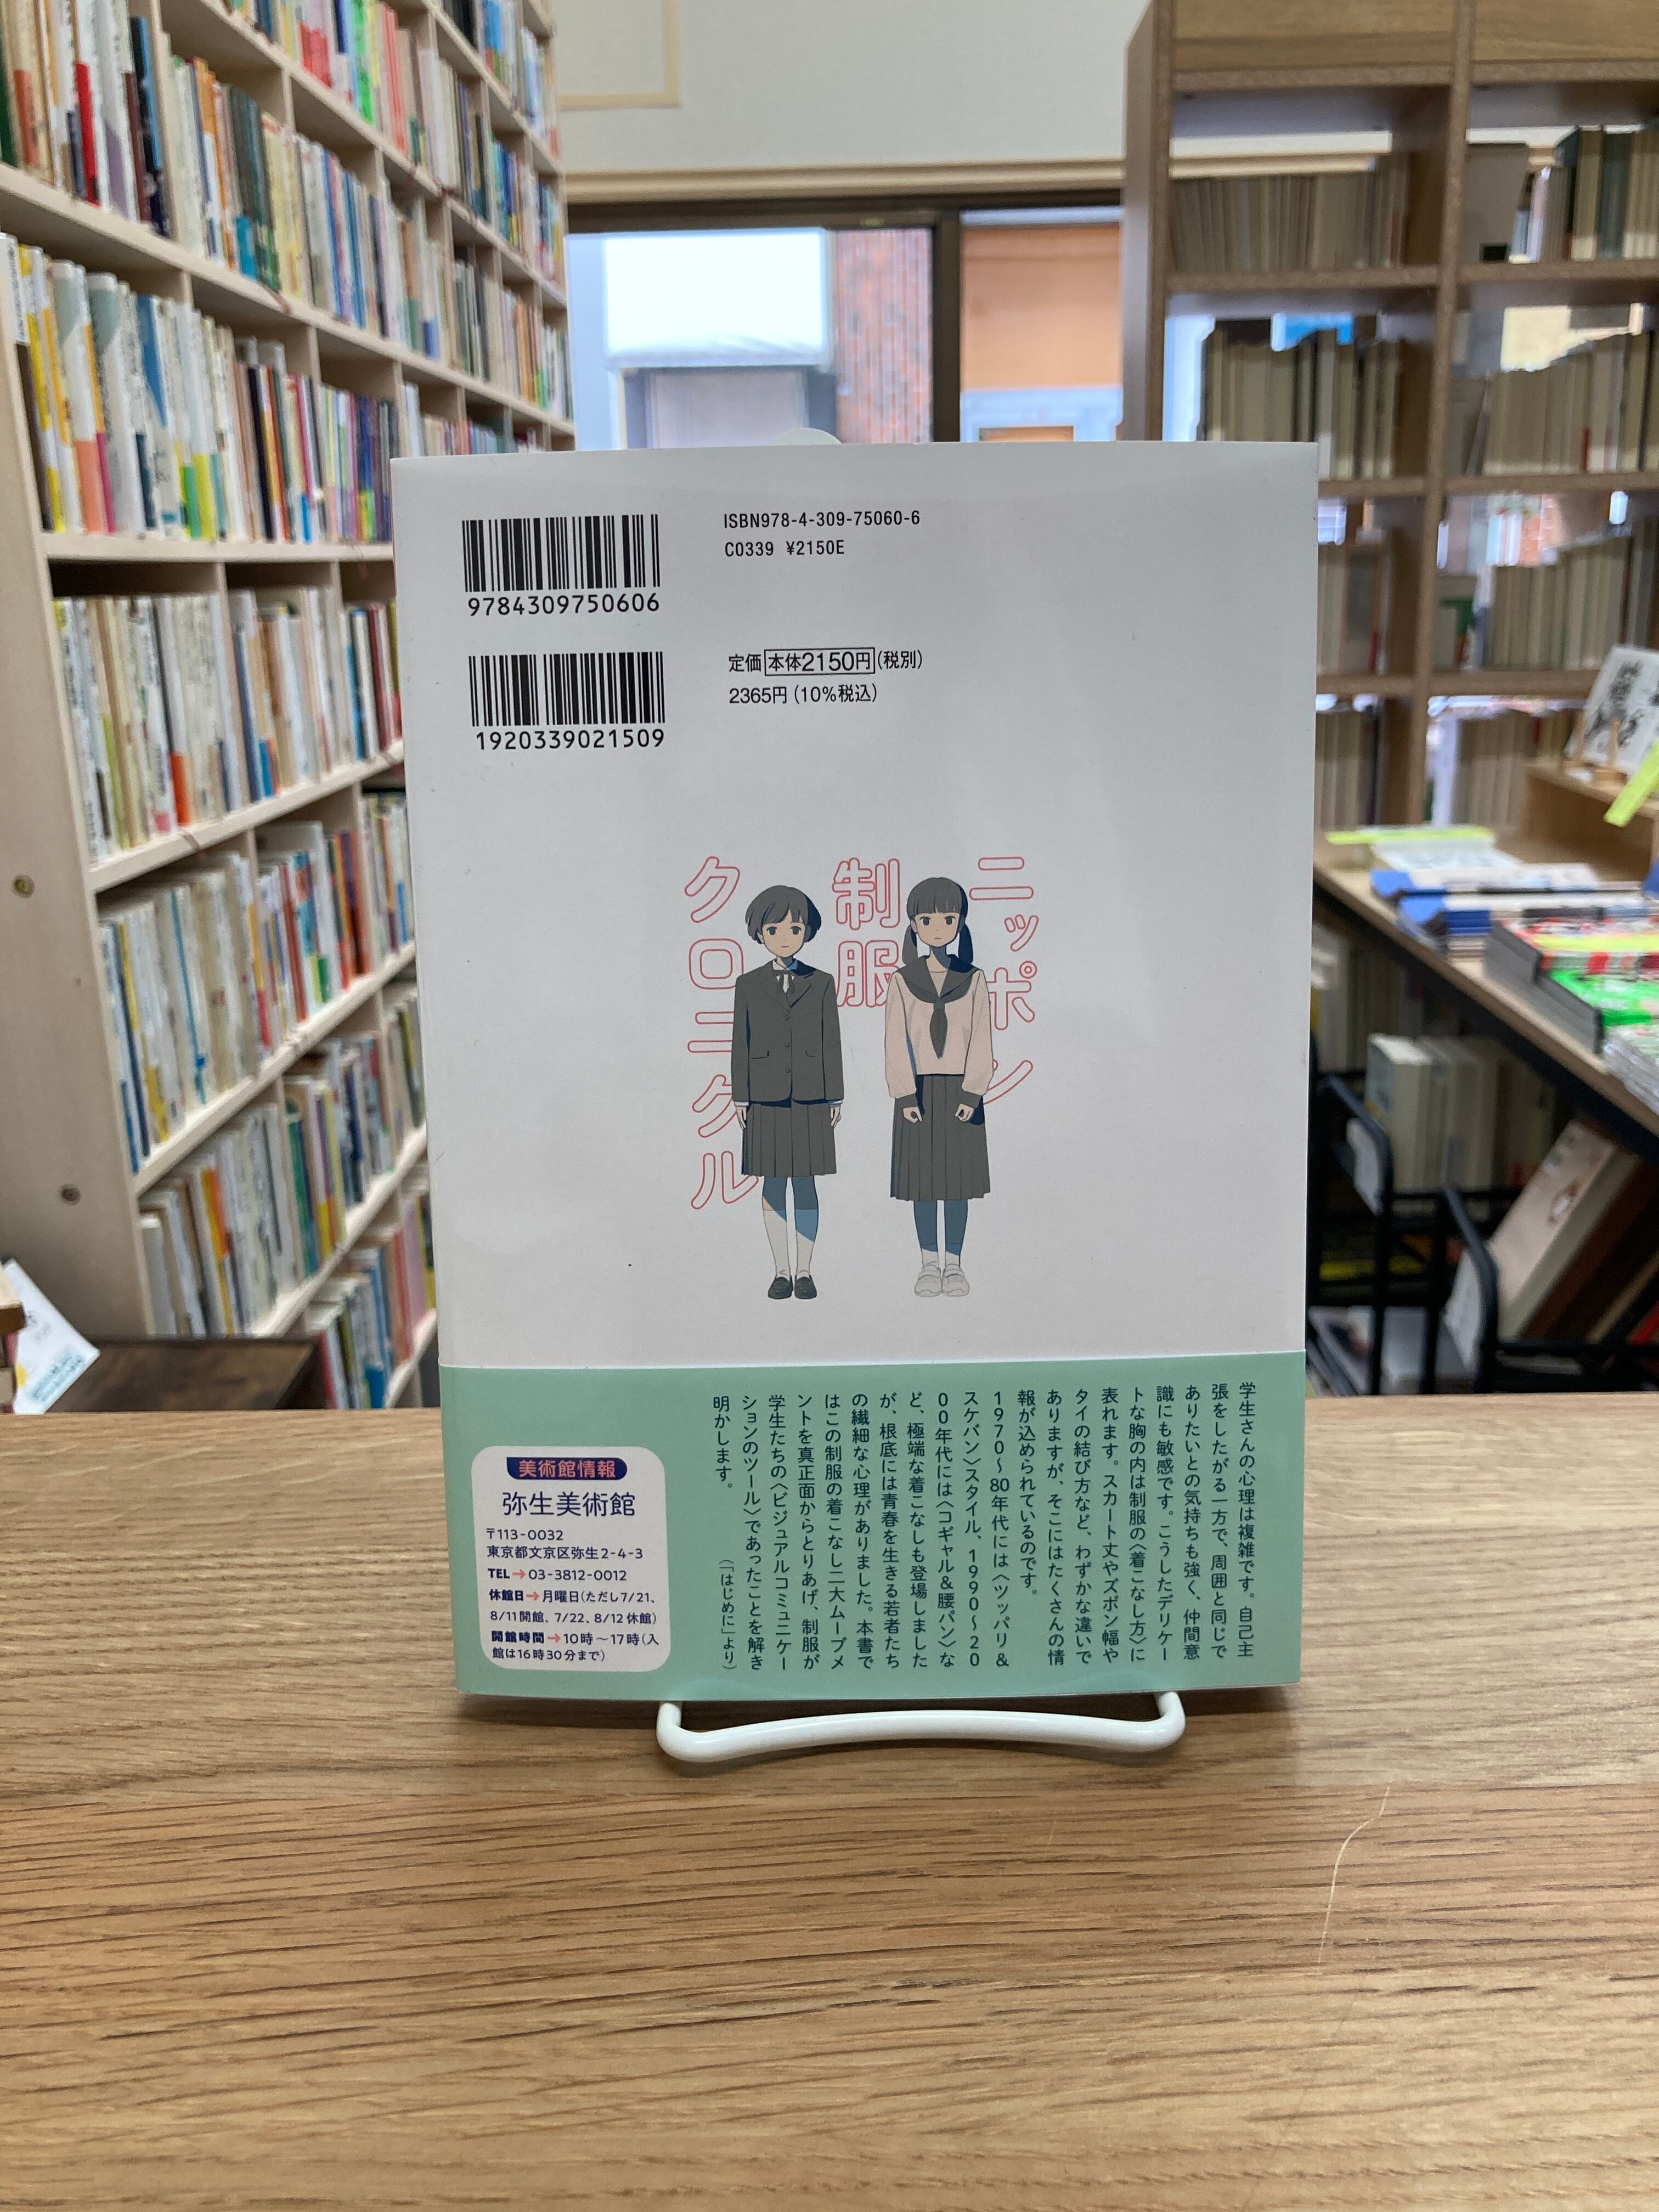 9784309750606
ISBN978-4-309-75060-6
C0339 ¥2150E
1920339021509
定価 本体2150円 (税別)
2365円(10%税込)
ニッポン
制服
クロニクル
学生さんの心理は複雑です。自己主
張をしたがる一方で、周囲と同じで
ありたいとの気持ちも強く、仲間意
識にも敏感です。こうしたデリケー
トな胸の内は制服の〈着こなし方〉に
表れます。スカート丈やズボン幅や
タイの結び方など、わずかな違いで
ありますが、そこにはたくさんの情
報が込められているのです。
1970〜80年代には〈ツッパリ&
スケバン〉スタイル、1990〜20
00年代には〈コギャル&腰パン〉な
ど、極端な着こなしも登場しました
が、根底には青春を生きる若者たち
の繊細な心理がありました。本書で
はこの制服の着こなし二大ムーブメ
ントを真正面からとりあげ、制服が
学生たちの〈ビジュアルコミュニケー
ションのツール〉であったことを解き
明かします。
(「はじめに」より)
美術館情報
弥生美術館
〒113-0032
東京都文京区弥生2-4-3
TEL→03-3812-0012
休館日→月曜日(ただし7/21、
8/11開館、7/22、8/12休館)
開館時間→10時〜17時(入
館は16時30分まで)